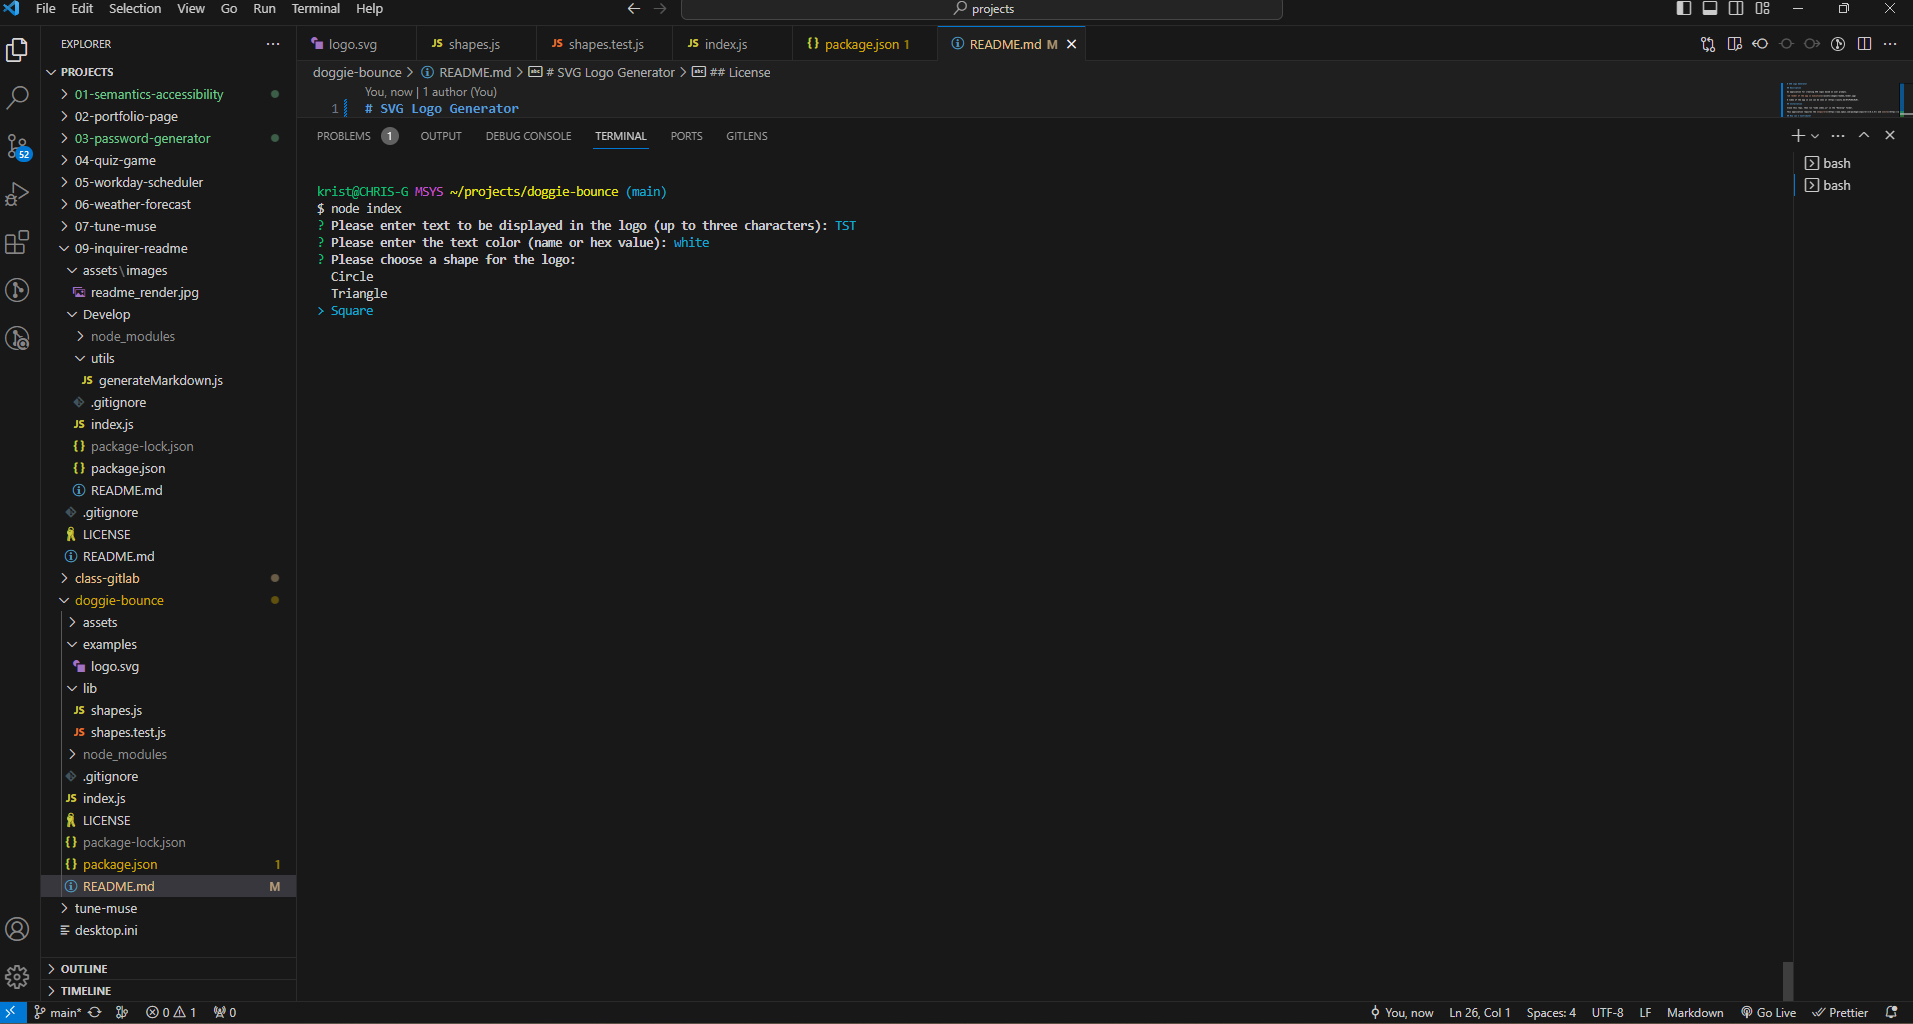 File Edit Selection View Go Run Terminal Help
projects
EXPLORER
PROJECTS
01-semantics-accessibility
02-portfolio-page
03-password-generator
04-quiz-game
05-workday-scheduler
06-weather-forecast
07-tune-muse
09-inquirer-readme
assets\images
readme_render.jpg
Develop
node_modules
utils
JS generateMarkdown.js
.gitignore
JS index.js
{} package-lock.json
{} package.json
README.md
.gitignore
LICENSE
README.md
class-gitlab
doggie-bounce
assets
examples
logo.svg
lib
JS shapes.js
JS shapes.test.js
node_modules
.gitignore
JS index.js
LICENSE
{} package-lock.json
{} package.json 1
README.md M
tune-muse
desktop.ini
OUTLINE
TIMELINE
52
logo.svg JS shapes.js JS shapes.test.js JS index.js {} package.json 1 README.md M
doggie-bounce > README.md > # SVG Logo Generator > ## License
You, now | 1 author (You)
1 # SVG Logo Generator
PROBLEMS 1 OUTPUT DEBUG CONSOLE TERMINAL PORTS GITLENS
krist@CHRIS-G MSYS ~/projects/doggie-bounce (main)
$ node index
? Please enter text to be displayed in the logo (up to three characters): TST
? Please enter the text color (name or hex value): white
? Please choose a shape for the logo:
Circle
Triangle
> Square
bash
bash
main* 0 1 0 You, now Ln 26, Col 1 Spaces: 4 UTF-8 LF Markdown Go Live Prettier